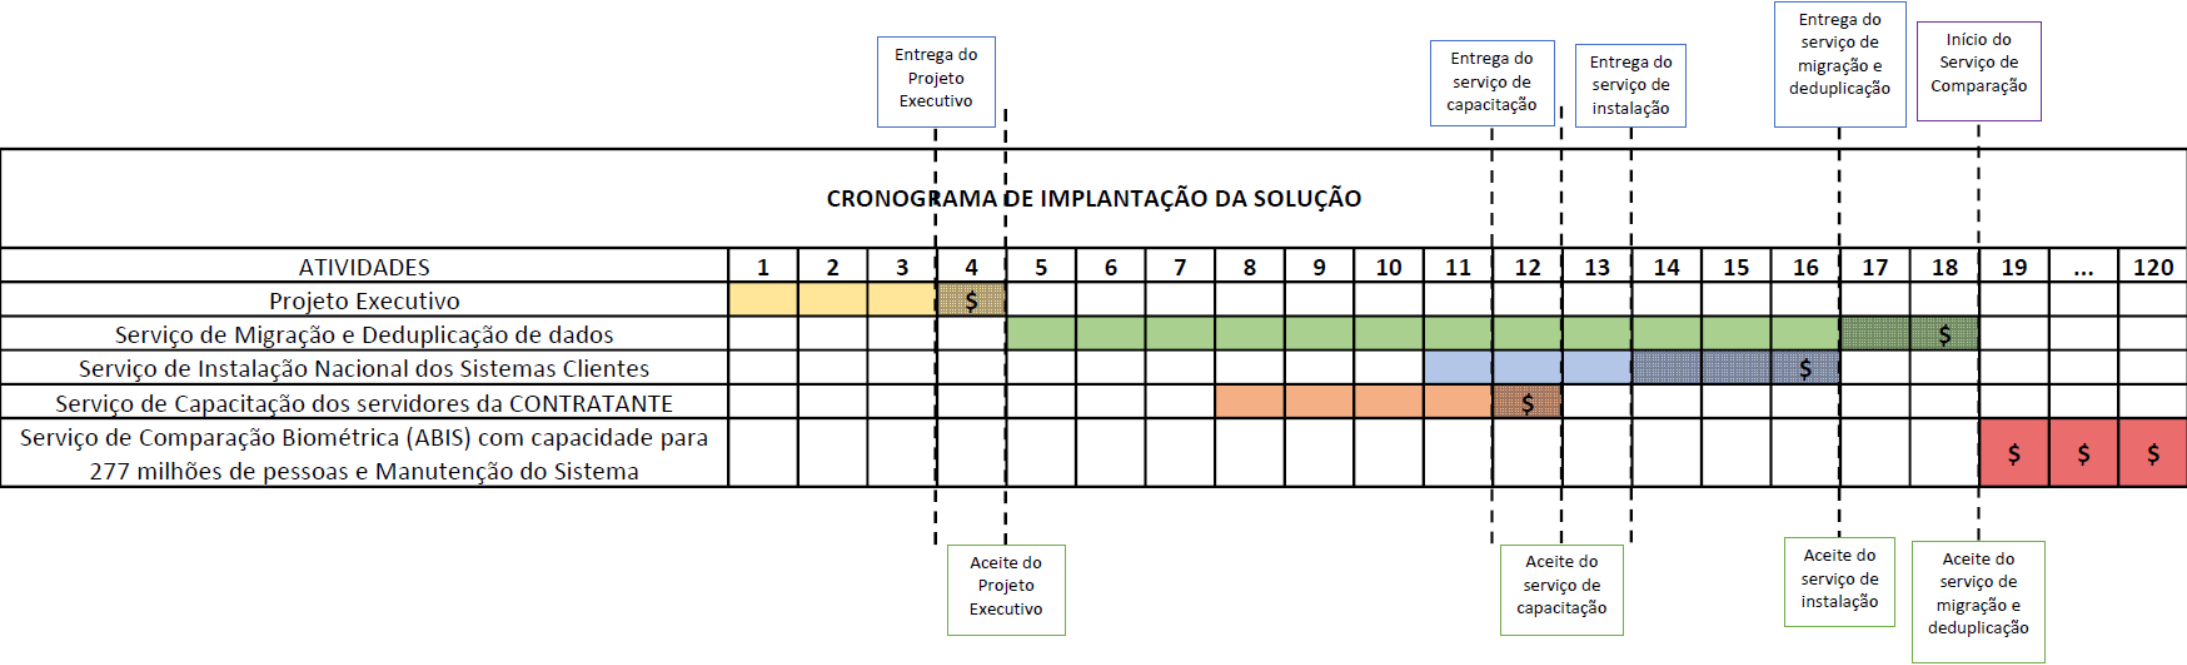 Entrega do
Projeto
Executivo
Entrega do
serviço de
capacitação
Entrega do
serviço de
instalação
Entrega do
serviço de
migração e
deduplicação
Início do
Serviço de
Comparação
CRONOGRAMA DE IMPLANTAÇÃO DA SOLUÇÃO
ATIVIDADES 1 2 3 4 5 6 7 8 9 10 11 12 13 14 15 16 17 18 19 ... 120
Projeto Executivo $
Serviço de Migração e Deduplicação de dados $
Serviço de Instalação Nacional dos Sistemas Clientes $
Serviço de Capacitação dos servidores da CONTRATANTE $
Serviço de Comparação Biométrica (ABIS) com capacidade para
277 milhões de pessoas e Manutenção do Sistema $ $ $
Aceite do
Projeto
Executivo
Aceite do
serviço de
capacitação
Aceite do
serviço de
instalação
Aceite do
serviço de
migração e
deduplicação